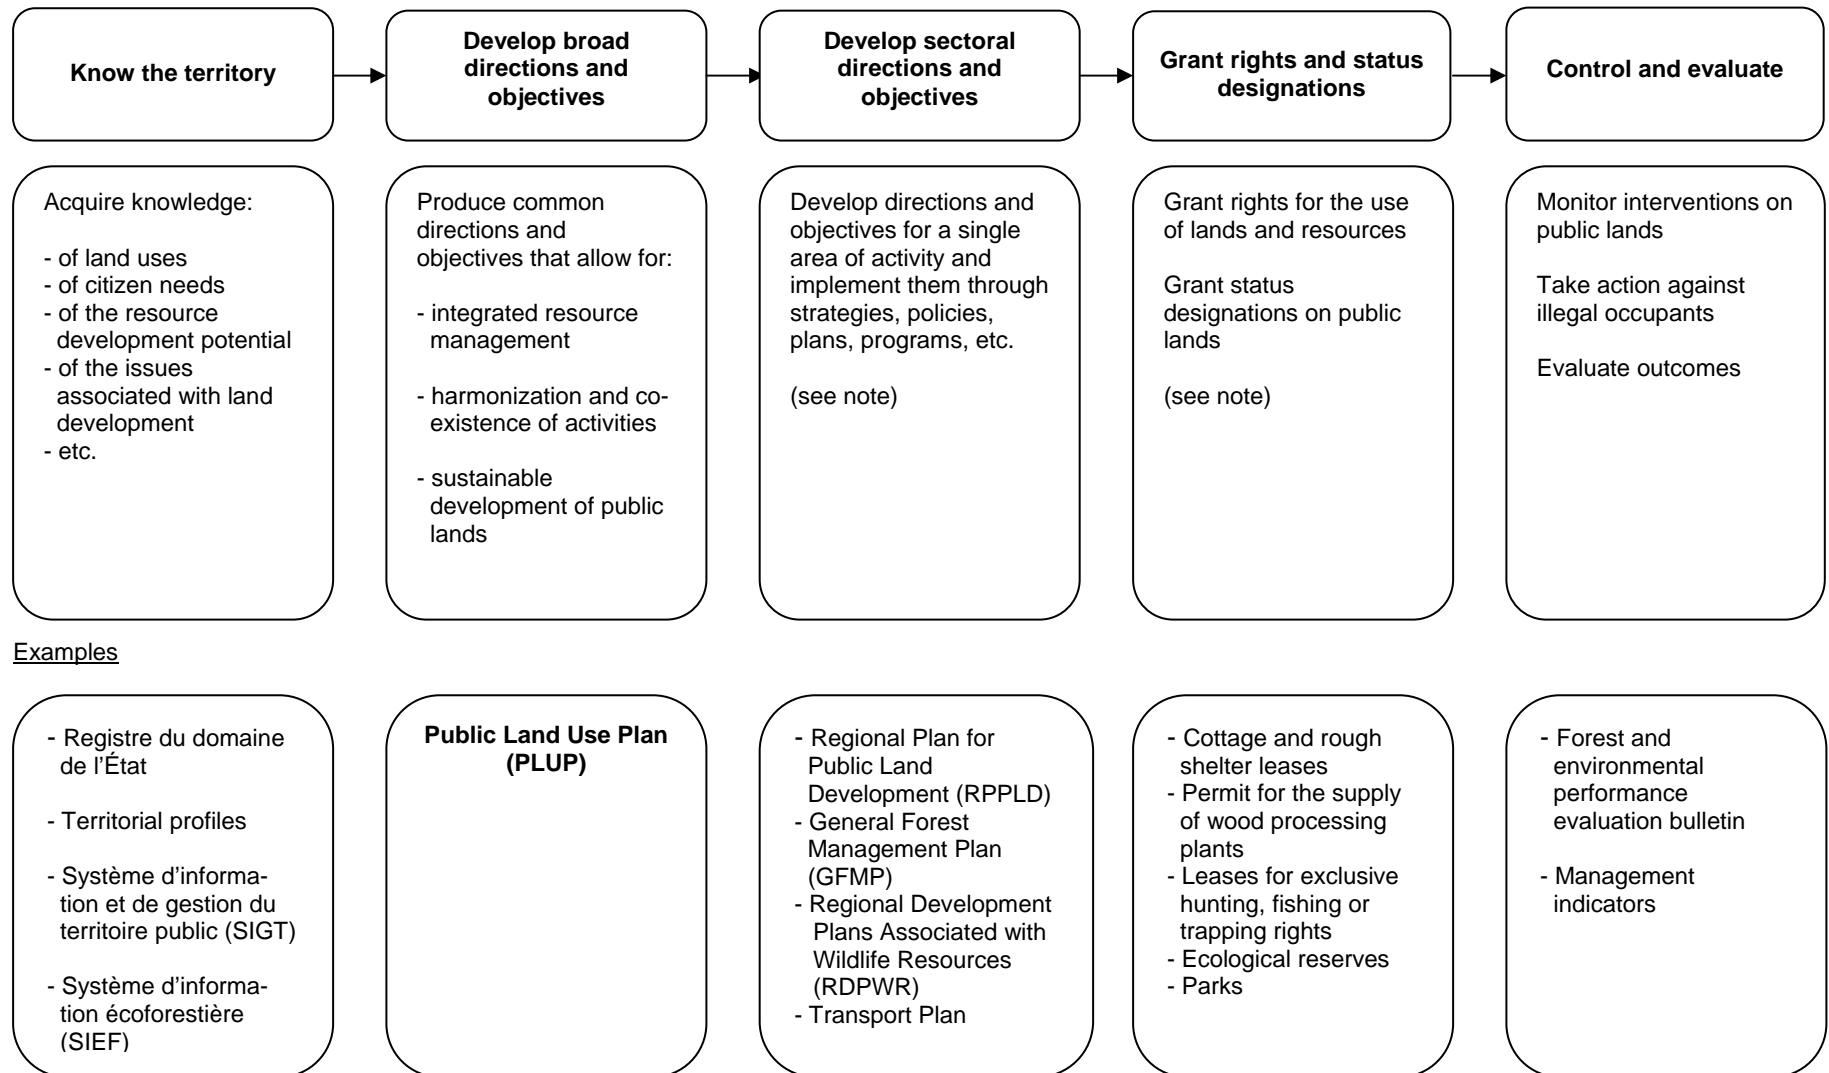 Know the territory
Develop broad
directions and
objectives
Develop sectoral
directions and
objectives
Grant rights and status
designations
Control and evaluate
Acquire knowledge:
- of land uses
- of citizen needs
- of the resource
development potential
- of the issues
associated with land
development
- etc.
Produce common
directions and
objectives that allow for:
- integrated resource
management
- harmonization and co-
existence of activities
- sustainable
development of public
lands
Develop directions and
objectives for a single
area of activity and
implement them through
strategies, policies,
plans, programs, etc.
(see note)
Grant rights for the use
of lands and resources
Grant status
designations on public
lands
(see note)
Monitor interventions on
public lands
Take action against
illegal occupants
Evaluate outcomes
Examples
- Registre du domaine
de l’État
- Territorial profiles
- Système d’informa-
tion et de gestion du
territoire public (SIGT)
- Système d’informa-
tion écoforestière
(SIEF)
Public Land Use Plan
(PLUP)
- Regional Plan for
Public Land
Development (RPPLD)
- General Forest
Management Plan
(GFMP)
- Regional Development
Plans Associated with
Wildlife Resources
(RDPWR)
- Transport Plan
- Cottage and rough
shelter leases
- Permit for the supply
of wood processing
plants
- Leases for exclusive
hunting, fishing or
trapping rights
- Ecological reserves
- Parks
- Forest and
environmental
performance
evaluation bulletin
- Management
indicators